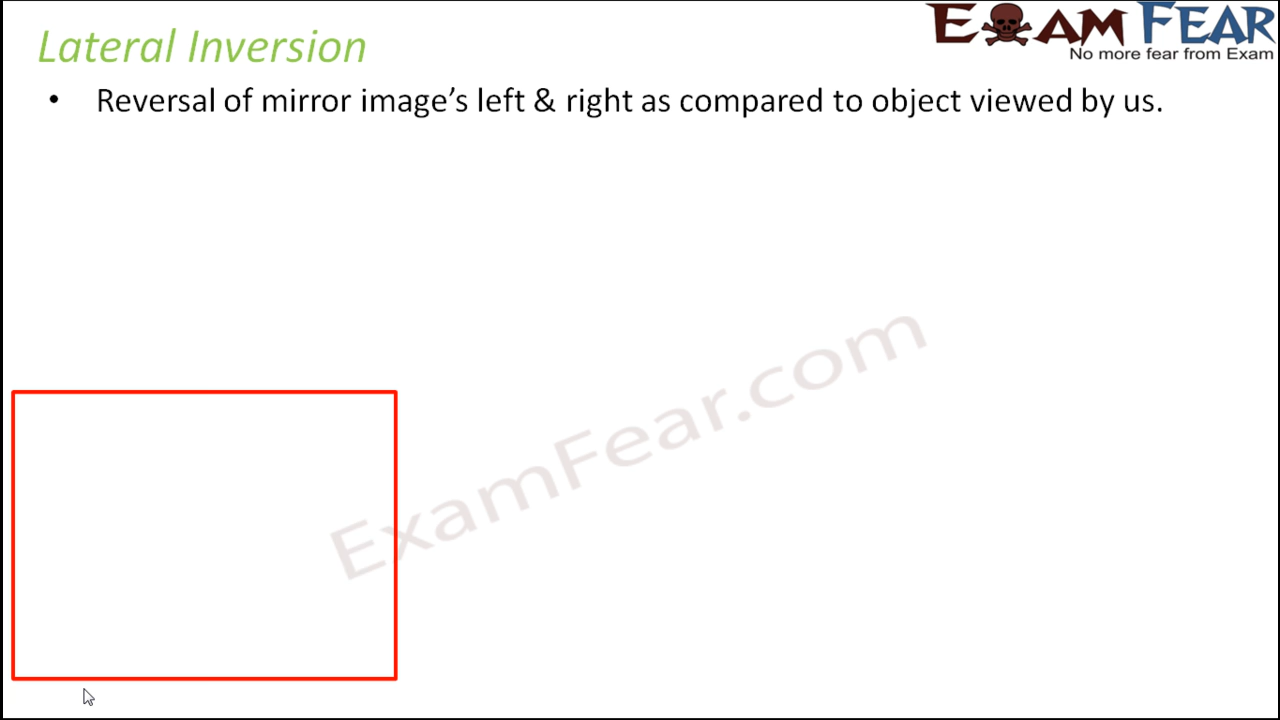 Lateral Inversion
EXAM FEAR
No more fear from Exam
• Reversal of mirror image’s left & right as compared to object viewed by us.
ExamFear.com